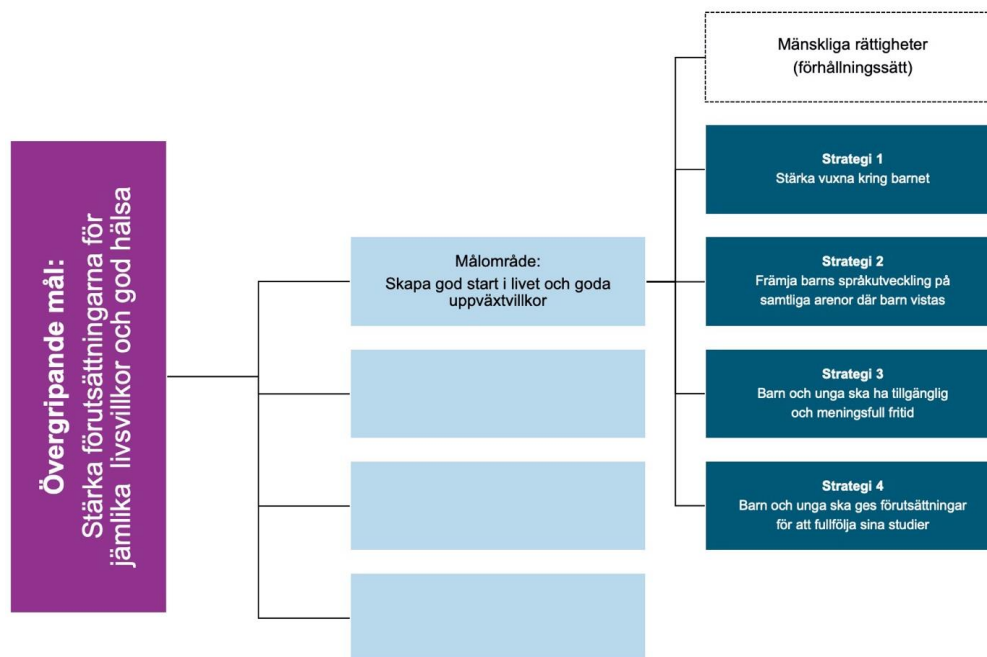 Övergripande mål:
Stärka förutsättningarna för
jämlika livsvillkor och god hälsa
Målområde:
Skapa god start i livet och goda
uppväxtvillkor
Mänskliga rättigheter
(förhållningssätt)
Strategi 1
Stärka vuxna kring barnet
Strategi 2
Främja barns språkutveckling på
samtliga arenor där barn vistas
Strategi 3
Barn och unga ska ha tillgänglig
och meningsfull fritid
Strategi 4
Barn och unga ska ges förutsättningar
för att fullfölja sina studier